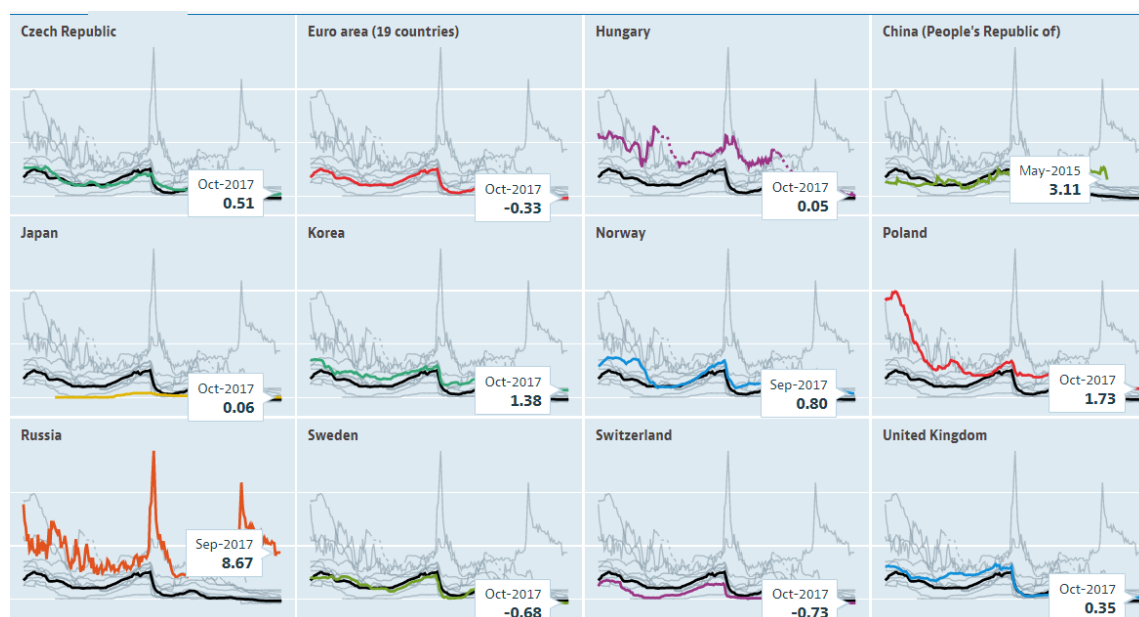 Czech Republic
Euro area (19 countries)
Hungary
China (People's Republic of)
Oct-2017
0.51
Oct-2017
-0.33
Oct-2017
0.05
May-2015
3.11
Japan
Korea
Norway
Poland
Oct-2017
0.06
Oct-2017
1.38
Sep-2017
0.80
Oct-2017
1.73
Russia
Sweden
Switzerland
United Kingdom
Sep-2017
8.67
Oct-2017
-0.68
Oct-2017
-0.73
Oct-2017
0.35